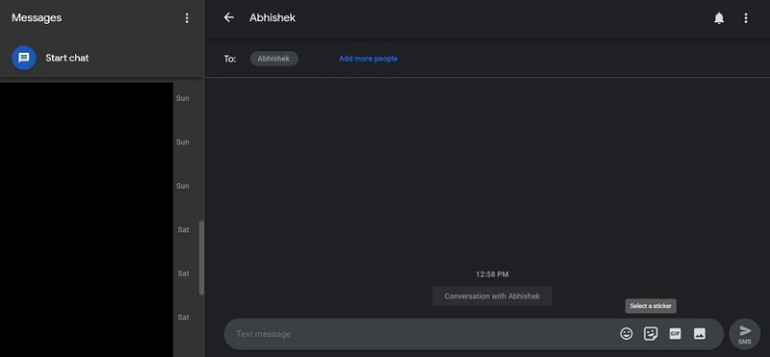 Messages
Start chat
Sun
Sun
Sun
Sat
Sat
Sat
Abhishek
To: Abhishek Add more people
12:58 PM
Conversation with Abhishek
Select a sticker
Text message
GIF
SMS